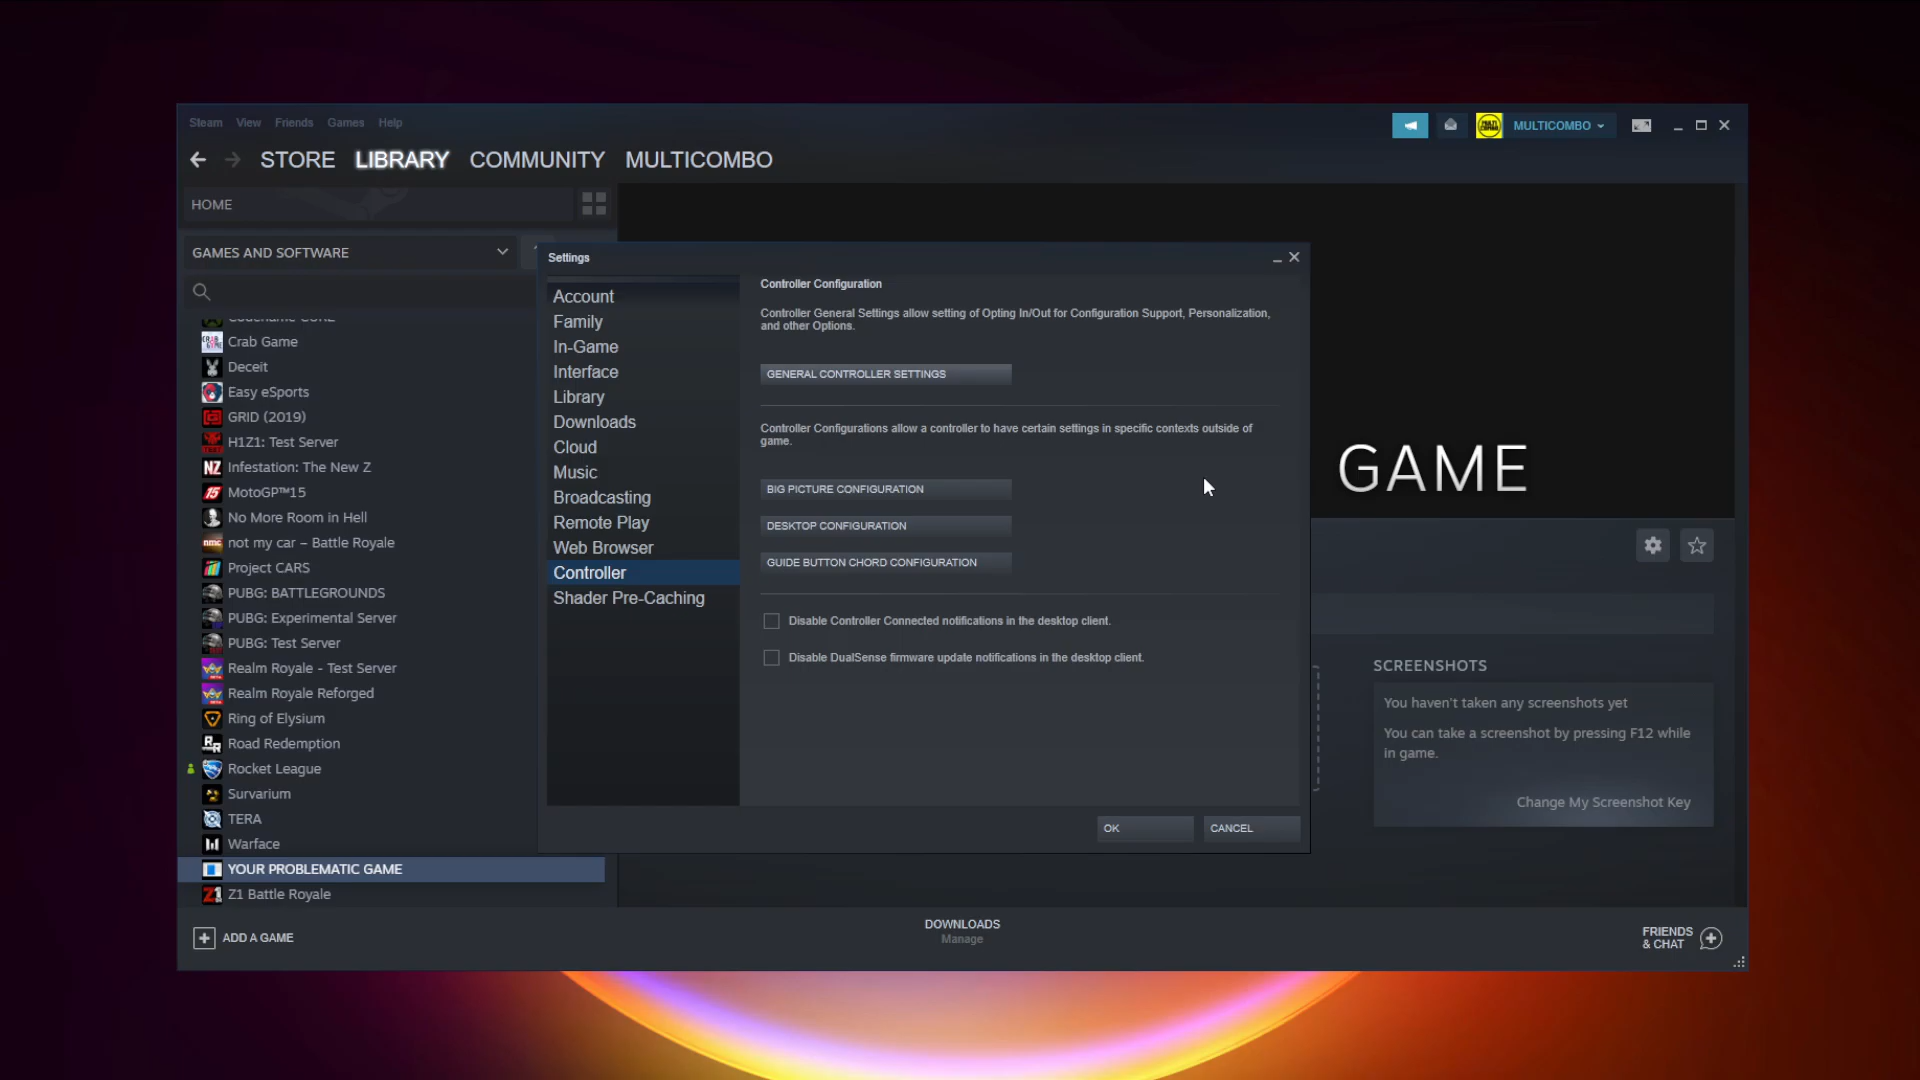 Steam View Friends Games Help
MULTICOMBO
STORE LIBRARY COMMUNITY MULTICOMBO
HOME
GAMES AND SOFTWARE
Crab Game
Deceit
Easy eSports
GRID (2019)
H1Z1: Test Server
Infestation: The New Z
MotoGP™15
No More Room in Hell
not my car – Battle Royale
Project CARS
PUBG: BATTLEGROUNDS
PUBG: Experimental Server
PUBG: Test Server
Realm Royale - Test Server
Realm Royale Reforged
Ring of Elysium
Road Redemption
Rocket League
Survarium
TERA
Warface
YOUR PROBLEMATIC GAME
Z1 Battle Royale
Settings
Account
Family
In-Game
Interface
Library
Downloads
Cloud
Music
Broadcasting
Remote Play
Web Browser
Controller
Shader Pre-Caching
Controller Configuration
Controller General Settings allow setting of Opting In/Out for Configuration Support, Personalization,
and other Options.
GENERAL CONTROLLER SETTINGS
Controller Configurations allow a controller to have certain settings in specific contexts outside of
game.
BIG PICTURE CONFIGURATION
DESKTOP CONFIGURATION
GUIDE BUTTON CHORD CONFIGURATION
Disable Controller Connected notifications in the desktop client.
Disable DualSense firmware update notifications in the desktop client.
OK CANCEL
GAME
SCREENSHOTS
You haven't taken any screenshots yet
You can take a screenshot by pressing F12 while
in game.
Change My Screenshot Key
ADD A GAME
DOWNLOADS
Manage
FRIENDS
& CHAT